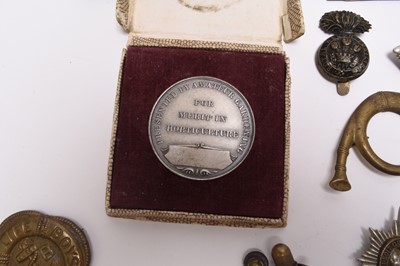 PRESENTED BY AMATEUR GARDENING
FOR
MERIT IN
HORTICULTURE